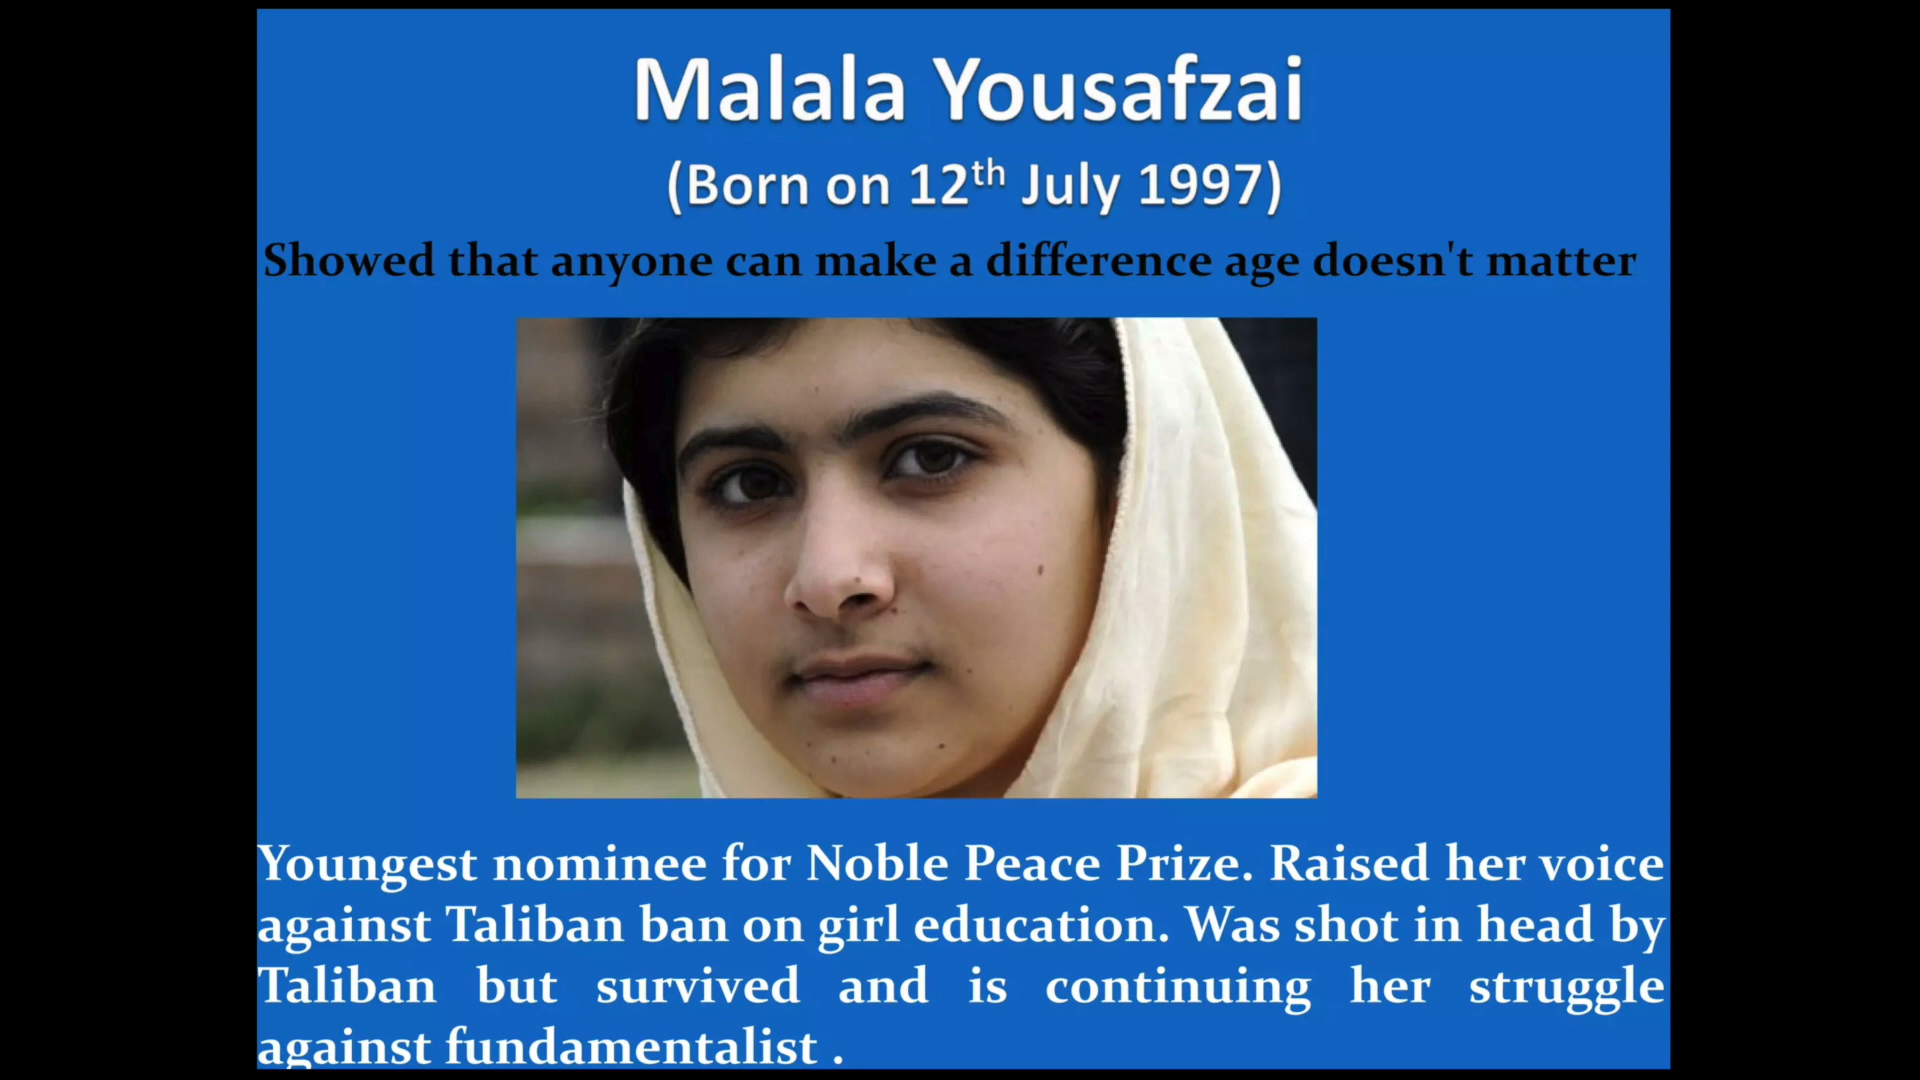 Malala Yousafzai
(Born on 12th July 1997)
Showed that anyone can make a difference age doesn't matter
Youngest nominee for Noble Peace Prize. Raised her voice
against Taliban ban on girl education. Was shot in head by
Taliban but survived and is continuing her struggle
against fundamentalist .